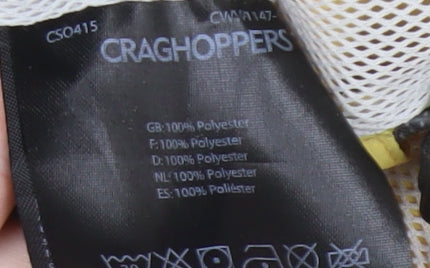 CSO415
CRAGHOPPERS
GB:100% Polyester
F:100% Polyester
D:100% Polyester
NL:100% Polyester
ES:100% Poliéster